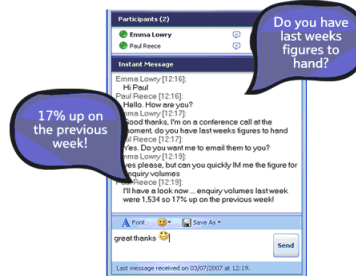 Participants (2)
Emma Lowry
Paul Reece
Do you have
last weeks
figures to
hand?
Instant Message
Emma Lowry [12:16]:
Hi Paul
Paul Reece [12:16]:
Hello. How are you?
Emma Lowry [12:17]:
Good thanks, I'm on a conference call at the
moment. do you have last weeks figures to hand
Paul Reece [12:17]:
Yes. Do you want me to email them to you?
Emma Lowry [12:19]:
yes please, but can you quickly IM me the figure for
enquiry volumes
Paul Reece [12:19]:
I'll have a look now ... enquiry volumes last week
were 1,534 so 17% up on the previous week!
17% up on
the previous
week!
Font
Save As
great thanks
Send
Last message received on 03/07/2007 at 12:19.